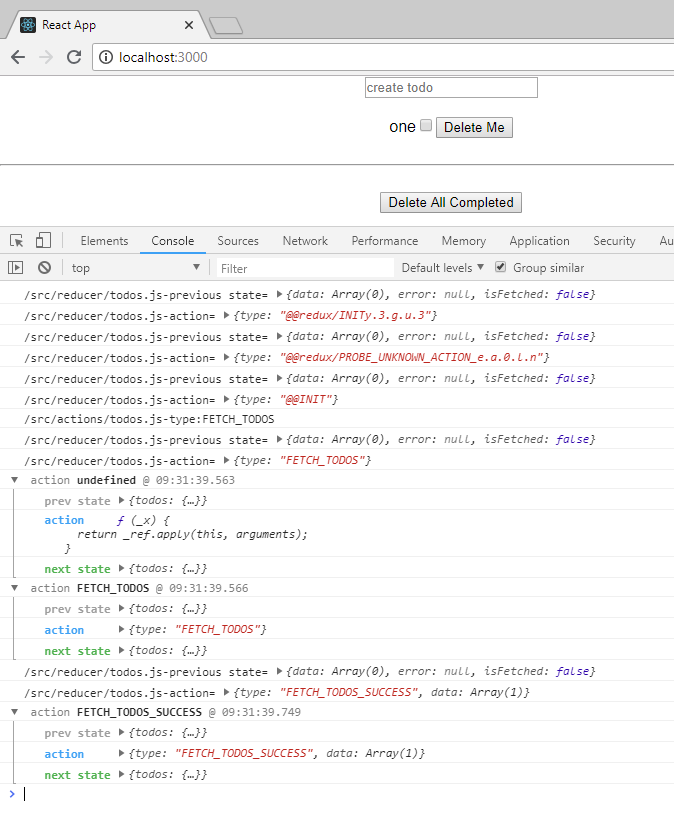 React App
localhost:3000
create todo
one Delete Me
Delete All Completed
Elements Console Sources Network Performance Memory Application Security Au
top Filter Default levels Group similar
/src/reducer/todos.js-previous state= {data: Array(0), error: null, isFetched: false}
/src/reducer/todos.js-action= {type: "@@redux/INITy.3.g.u.3"}
/src/reducer/todos.js-previous state= {data: Array(0), error: null, isFetched: false}
/src/reducer/todos.js-action= {type: "@@redux/PROBE_UNKNOWN_ACTION_e.a.0.l.n"}
/src/reducer/todos.js-previous state= {data: Array(0), error: null, isFetched: false}
/src/reducer/todos.js-action= {type: "@@INIT"}
/src/actions/todos.js-type:FETCH_TODOS
/src/reducer/todos.js-previous state= {data: Array(0), error: null, isFetched: false}
/src/reducer/todos.js-action= {type: "FETCH_TODOS"}
action undefined @ 09:31:39.563
prev state {todos: {…}}
action ƒ (_x) {
return _ref.apply(this, arguments);
}
next state {todos: {…}}
action FETCH_TODOS @ 09:31:39.566
prev state {todos: {…}}
action {type: "FETCH_TODOS"}
next state {todos: {…}}
/src/reducer/todos.js-previous state= {data: Array(0), error: null, isFetched: false}
/src/reducer/todos.js-action= {type: "FETCH_TODOS_SUCCESS", data: Array(1)}
action FETCH_TODOS_SUCCESS @ 09:31:39.749
prev state {todos: {…}}
action {type: "FETCH_TODOS_SUCCESS", data: Array(1)}
next state {todos: {…}}